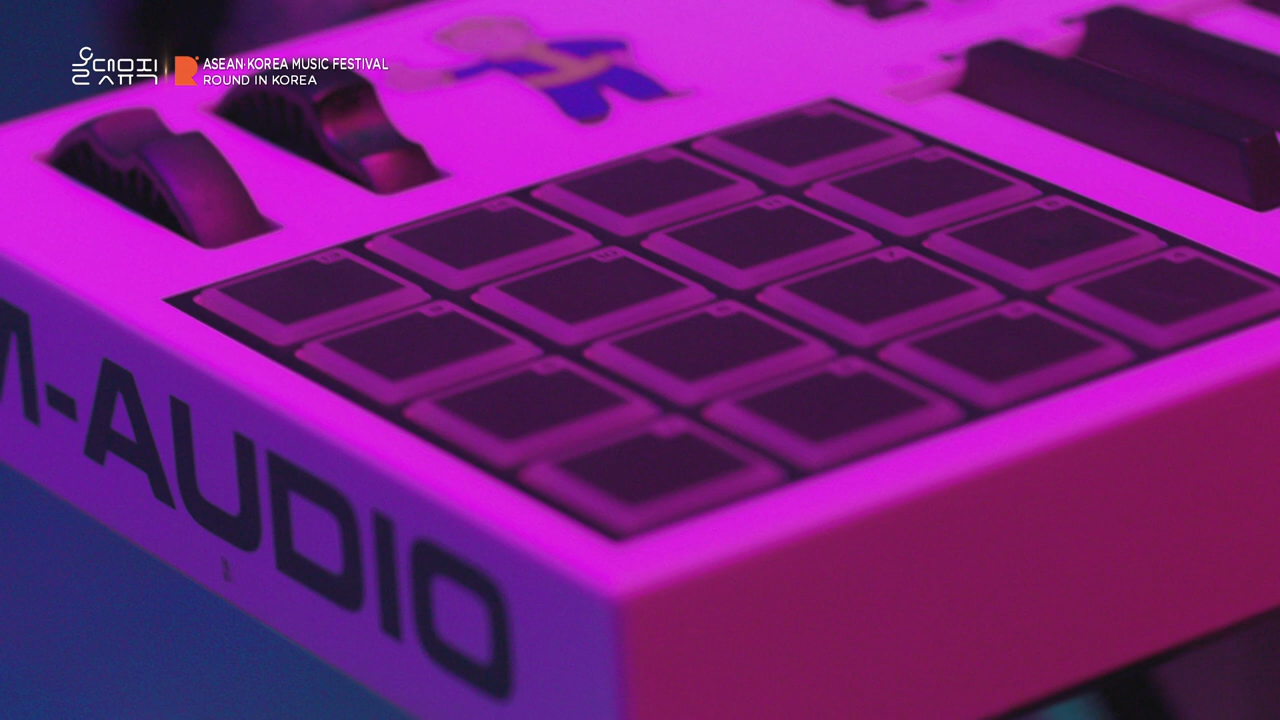 올댓뮤직
ASEAN·KOREA MUSIC FESTIVAL
ROUND IN KOREA
M-AUDIO